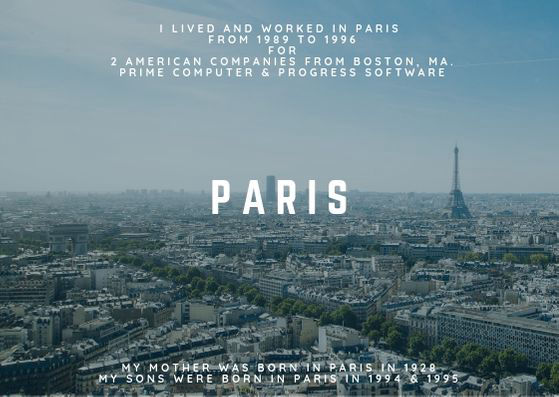 I LIVED AND WORKED IN PARIS
FROM 1989 TO 1996
FOR
2 AMERICAN COMPANIES FROM BOSTON, MA.
PRIME COMPUTER & PROGRESS SOFTWARE
PARIS
MY MOTHER WAS BORN IN PARIS IN 1928
MY SONS WERE BORN IN PARIS IN 1994 & 1995